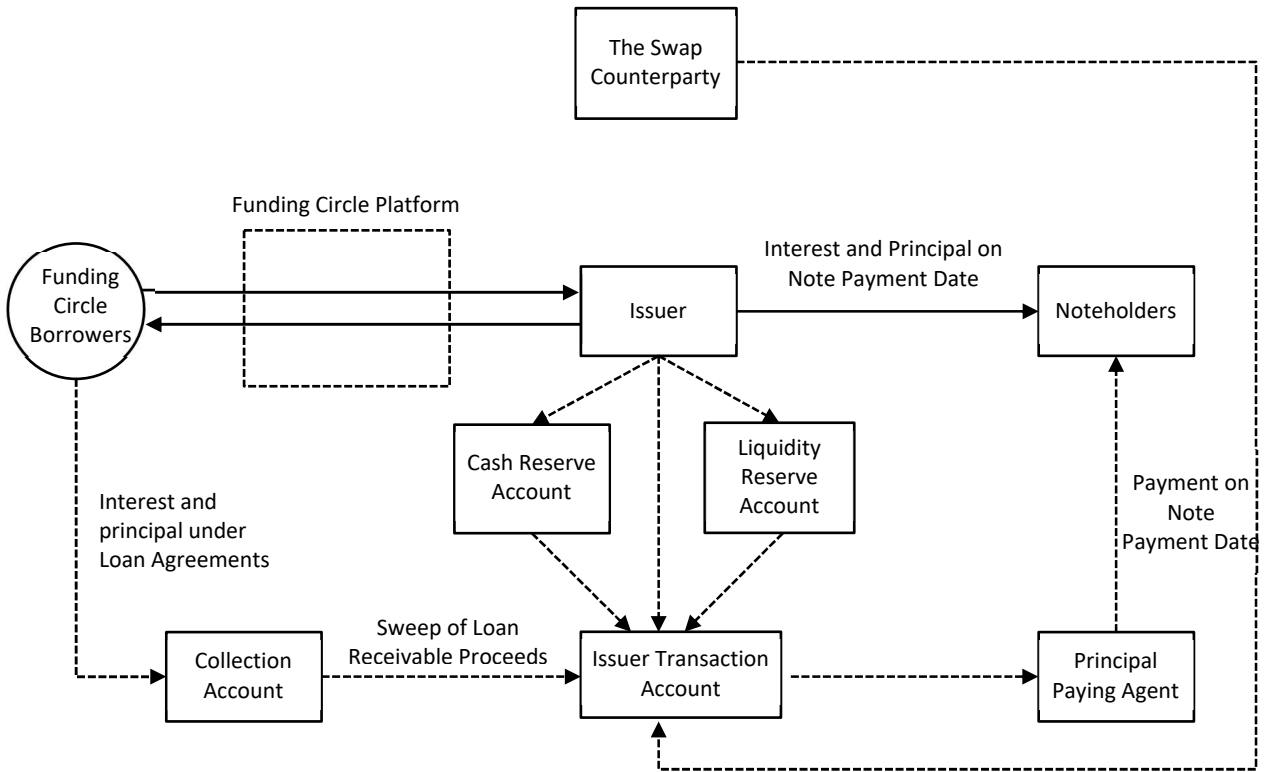 The Swap
Counterparty
Funding Circle Platform
Funding
Circle
Borrowers
Issuer
Interest and Principal on
Note Payment Date
Noteholders
Cash Reserve
Account
Liquidity
Reserve
Account
Interest and
principal under
Loan Agreements
Payment on
Note
Payment Date
Collection
Account
Sweep of Loan
Receivable Proceeds
Issuer Transaction
Account
Principal
Paying Agent